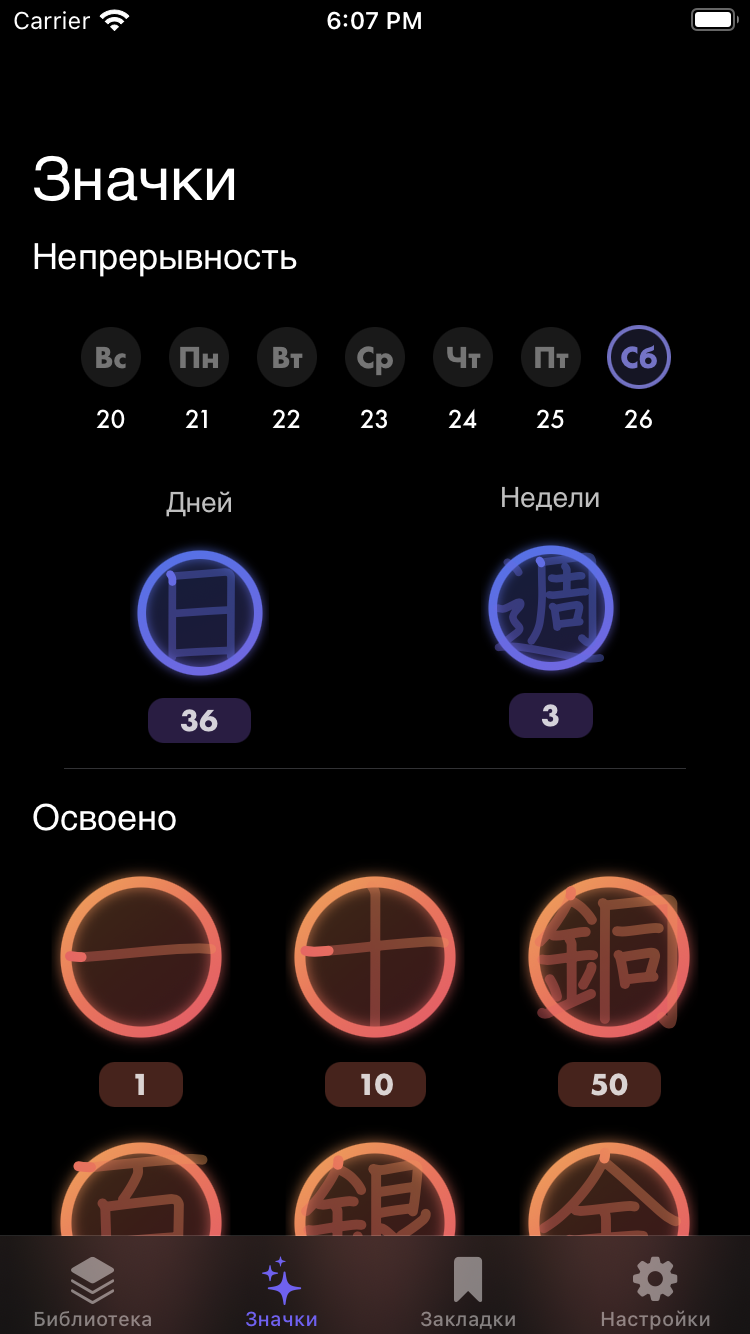 Carrier 6:07 PM
Значки
Непрерывность
Вс Пн Вт Ср Чт Пт Сб
20 21 22 23 24 25 26
Дней Недели
日 週
36 3
Освоено
一 十 銅
1 10 50
百 銀 金
Библиотека Значки Закладки Настройки